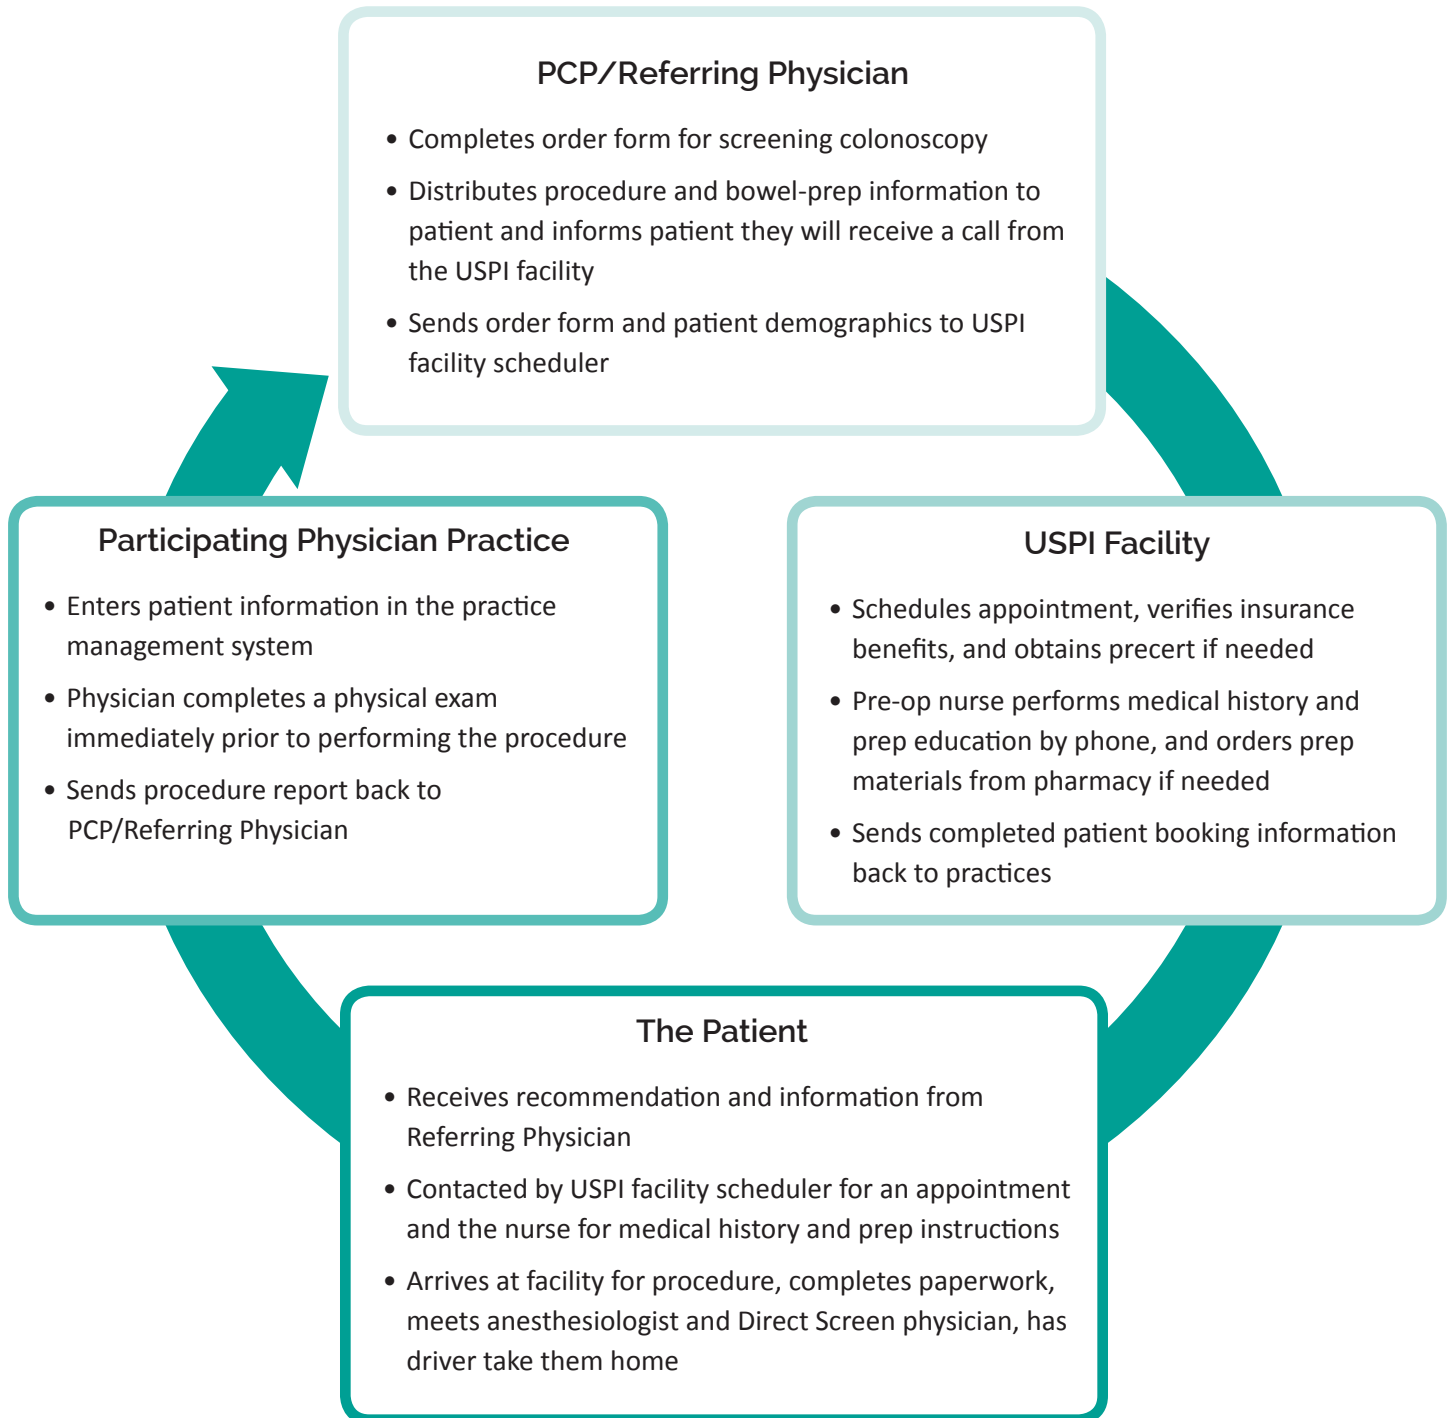 PCP/Referring Physician
• Completes order form for screening colonoscopy
• Distributes procedure and bowel-prep information to
patient and informs patient they will receive a call from
the USPI facility
• Sends order form and patient demographics to USPI
facility scheduler
Participating Physician Practice
• Enters patient information in the practice
management system
• Physician completes a physical exam
immediately prior to performing the procedure
• Sends procedure report back to
PCP/Referring Physician
USPI Facility
• Schedules appointment, verifies insurance
benefits, and obtains precert if needed
• Pre-op nurse performs medical history and
prep education by phone, and orders prep
materials from pharmacy if needed
• Sends completed patient booking information
back to practices
The Patient
• Receives recommendation and information from
Referring Physician
• Contacted by USPI facility scheduler for an appointment
and the nurse for medical history and prep instructions
• Arrives at facility for procedure, completes paperwork,
meets anesthesiologist and Direct Screen physician, has
driver take them home